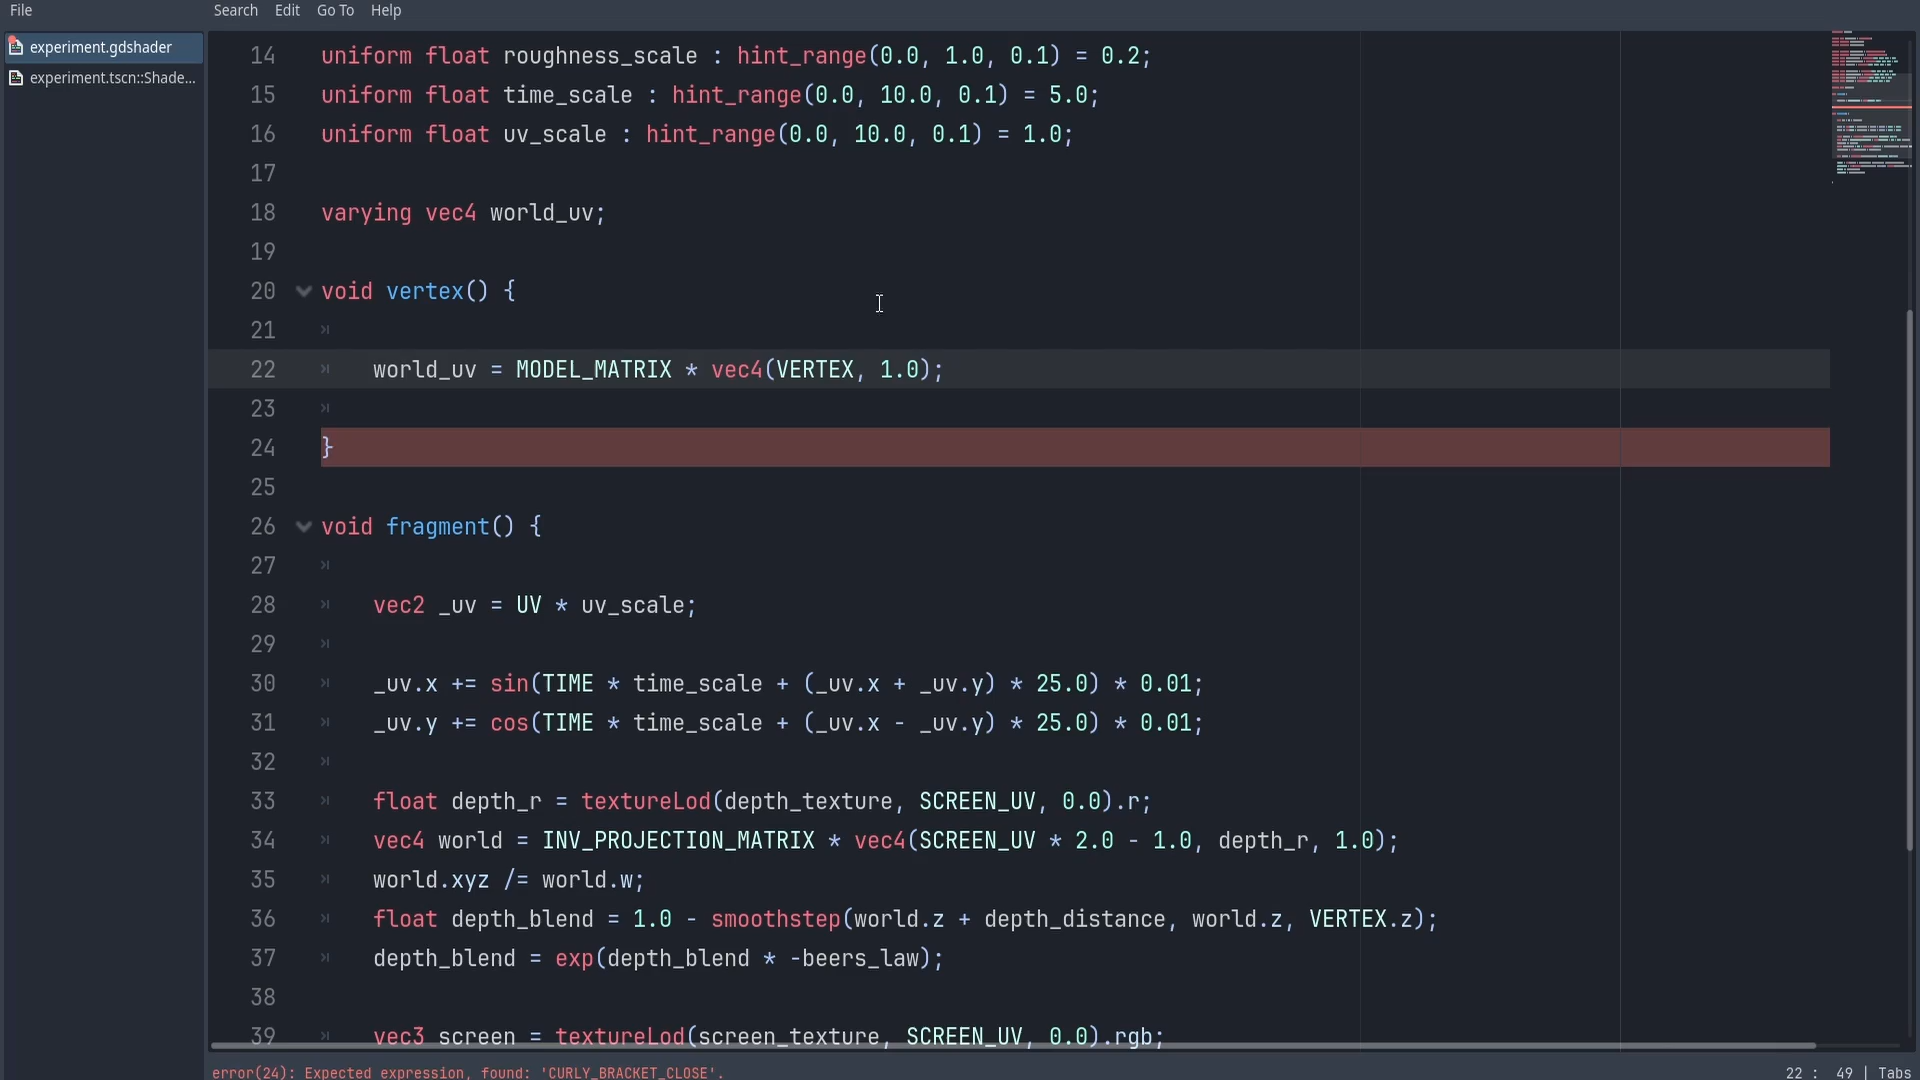 File Search Edit Go To Help
experiment.gdshader
experiment.tscn::Shade...
14 uniform float roughness_scale : hint_range(0.0, 1.0, 0.1) = 0.2;
15 uniform float time_scale : hint_range(0.0, 10.0, 0.1) = 5.0;
16 uniform float uv_scale : hint_range(0.0, 10.0, 0.1) = 1.0;
17
18 varying vec4 world_uv;
19
20 void vertex() {
21
22 world_uv = MODEL_MATRIX * vec4(VERTEX, 1.0);
23
24 }
25
26 void fragment() {
27
28 vec2 _uv = UV * uv_scale;
29
30 _uv.x += sin(TIME * time_scale + (_uv.x + _uv.y) * 25.0) * 0.01;
31 _uv.y += cos(TIME * time_scale + (_uv.x - _uv.y) * 25.0) * 0.01;
32
33 float depth_r = textureLod(depth_texture, SCREEN_UV, 0.0).r;
34 vec4 world = INV_PROJECTION_MATRIX * vec4(SCREEN_UV * 2.0 - 1.0, depth_r, 1.0);
35 world.xyz /= world.w;
36 float depth_blend = 1.0 - smoothstep(world.z + depth_distance, world.z, VERTEX.z);
37 depth_blend = exp(depth_blend * -beers_law);
38
39 vec3 screen = textureLod(screen_texture, SCREEN_UV, 0.0).rgb;
error(24): Expected expression, found: 'CURLY_BRACKET_CLOSE'.
22 : 49 | Tabs